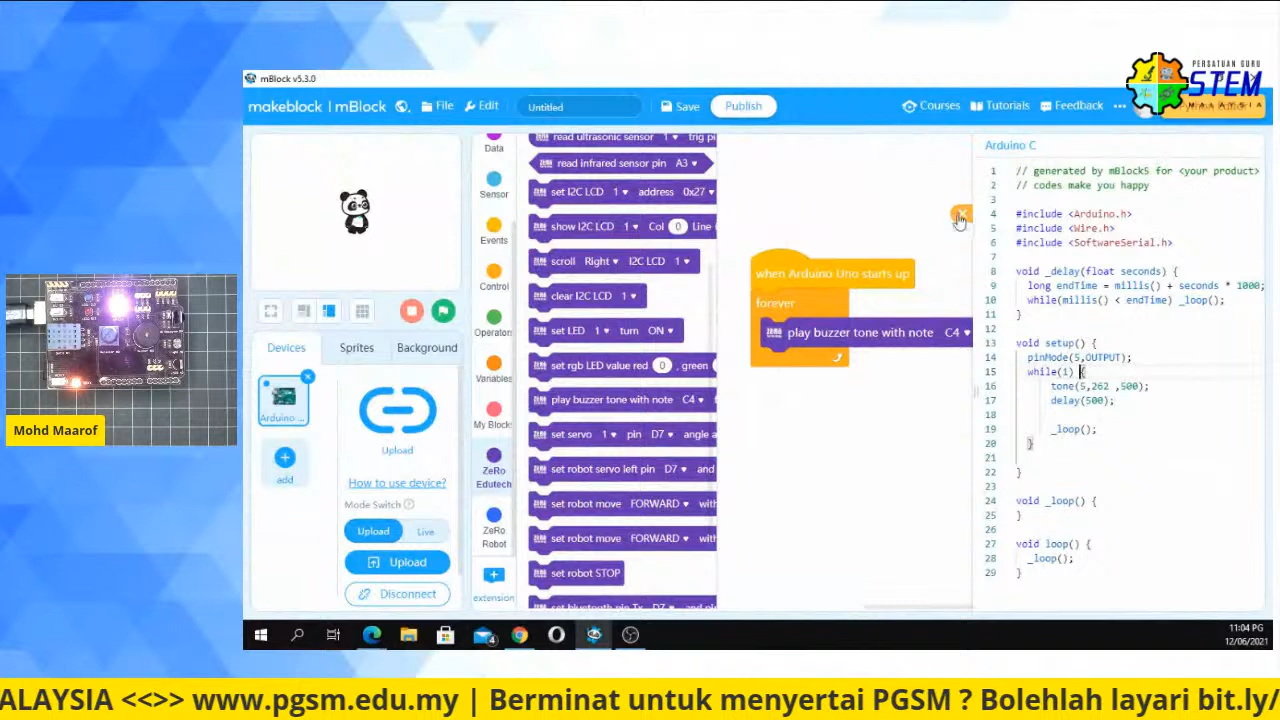 PERSATUAN GURU
STEM
MALAYSIA
mBlock v5.3.0
makeblock | mBlock
File
Edit
Untitled
Save
Publish
Courses
Tutorials
Feedback
Data
Sensor
Events
Control
Operators
Variables
My Blocks
ZeRo
Edutech
ZeRo
Robot
extension
read ultrasonic sensor 1 trig pi
read infrared sensor pin A3
set I2C LCD 1 address 0x27
show I2C LCD 1 Col 0 Line
scroll Right I2C LCD 1
clear I2C LCD 1
set LED 1 turn ON
set rgb LED value red 0 , green
play buzzer tone with note C4
set servo 1 pin D7 angle a
set robot servo left pin D7 and
set robot move FORWARD with
set robot move FORWARD with
set robot STOP
set bluetooth pin Tx D7 and
when Arduino Uno starts up
forever
play buzzer tone with note C4
Arduino C
1 // generated by mBlock5 for <your product>
2 // codes make you happy
3
4 #include <Arduino.h>
5 #include <Wire.h>
6 #include <SoftwareSerial.h>
7
8 void _delay(float seconds) {
9 long endTime = millis() + seconds * 1000;
10 while(millis() < endTime) _loop();
11 }
12
13 void setup() {
14 pinMode(5,OUTPUT);
15 while(1) {
16 tone(5,262 ,500);
17 delay(500);
18
19 _loop();
20 }
21
22 }
23
24 void _loop() {
25 }
26
27 void loop() {
28 _loop();
29 }
Devices
Sprites
Background
Arduino ...
add
Upload
How to use device?
Mode Switch
Upload
Live
Upload
Disconnect
Mohd Maarof
4
11:04 PG
12/06/2021
ALAYSIA <<>> www.pgsm.edu.my | Berminat untuk menyertai PGSM ? Bolehlah layari bit.ly/